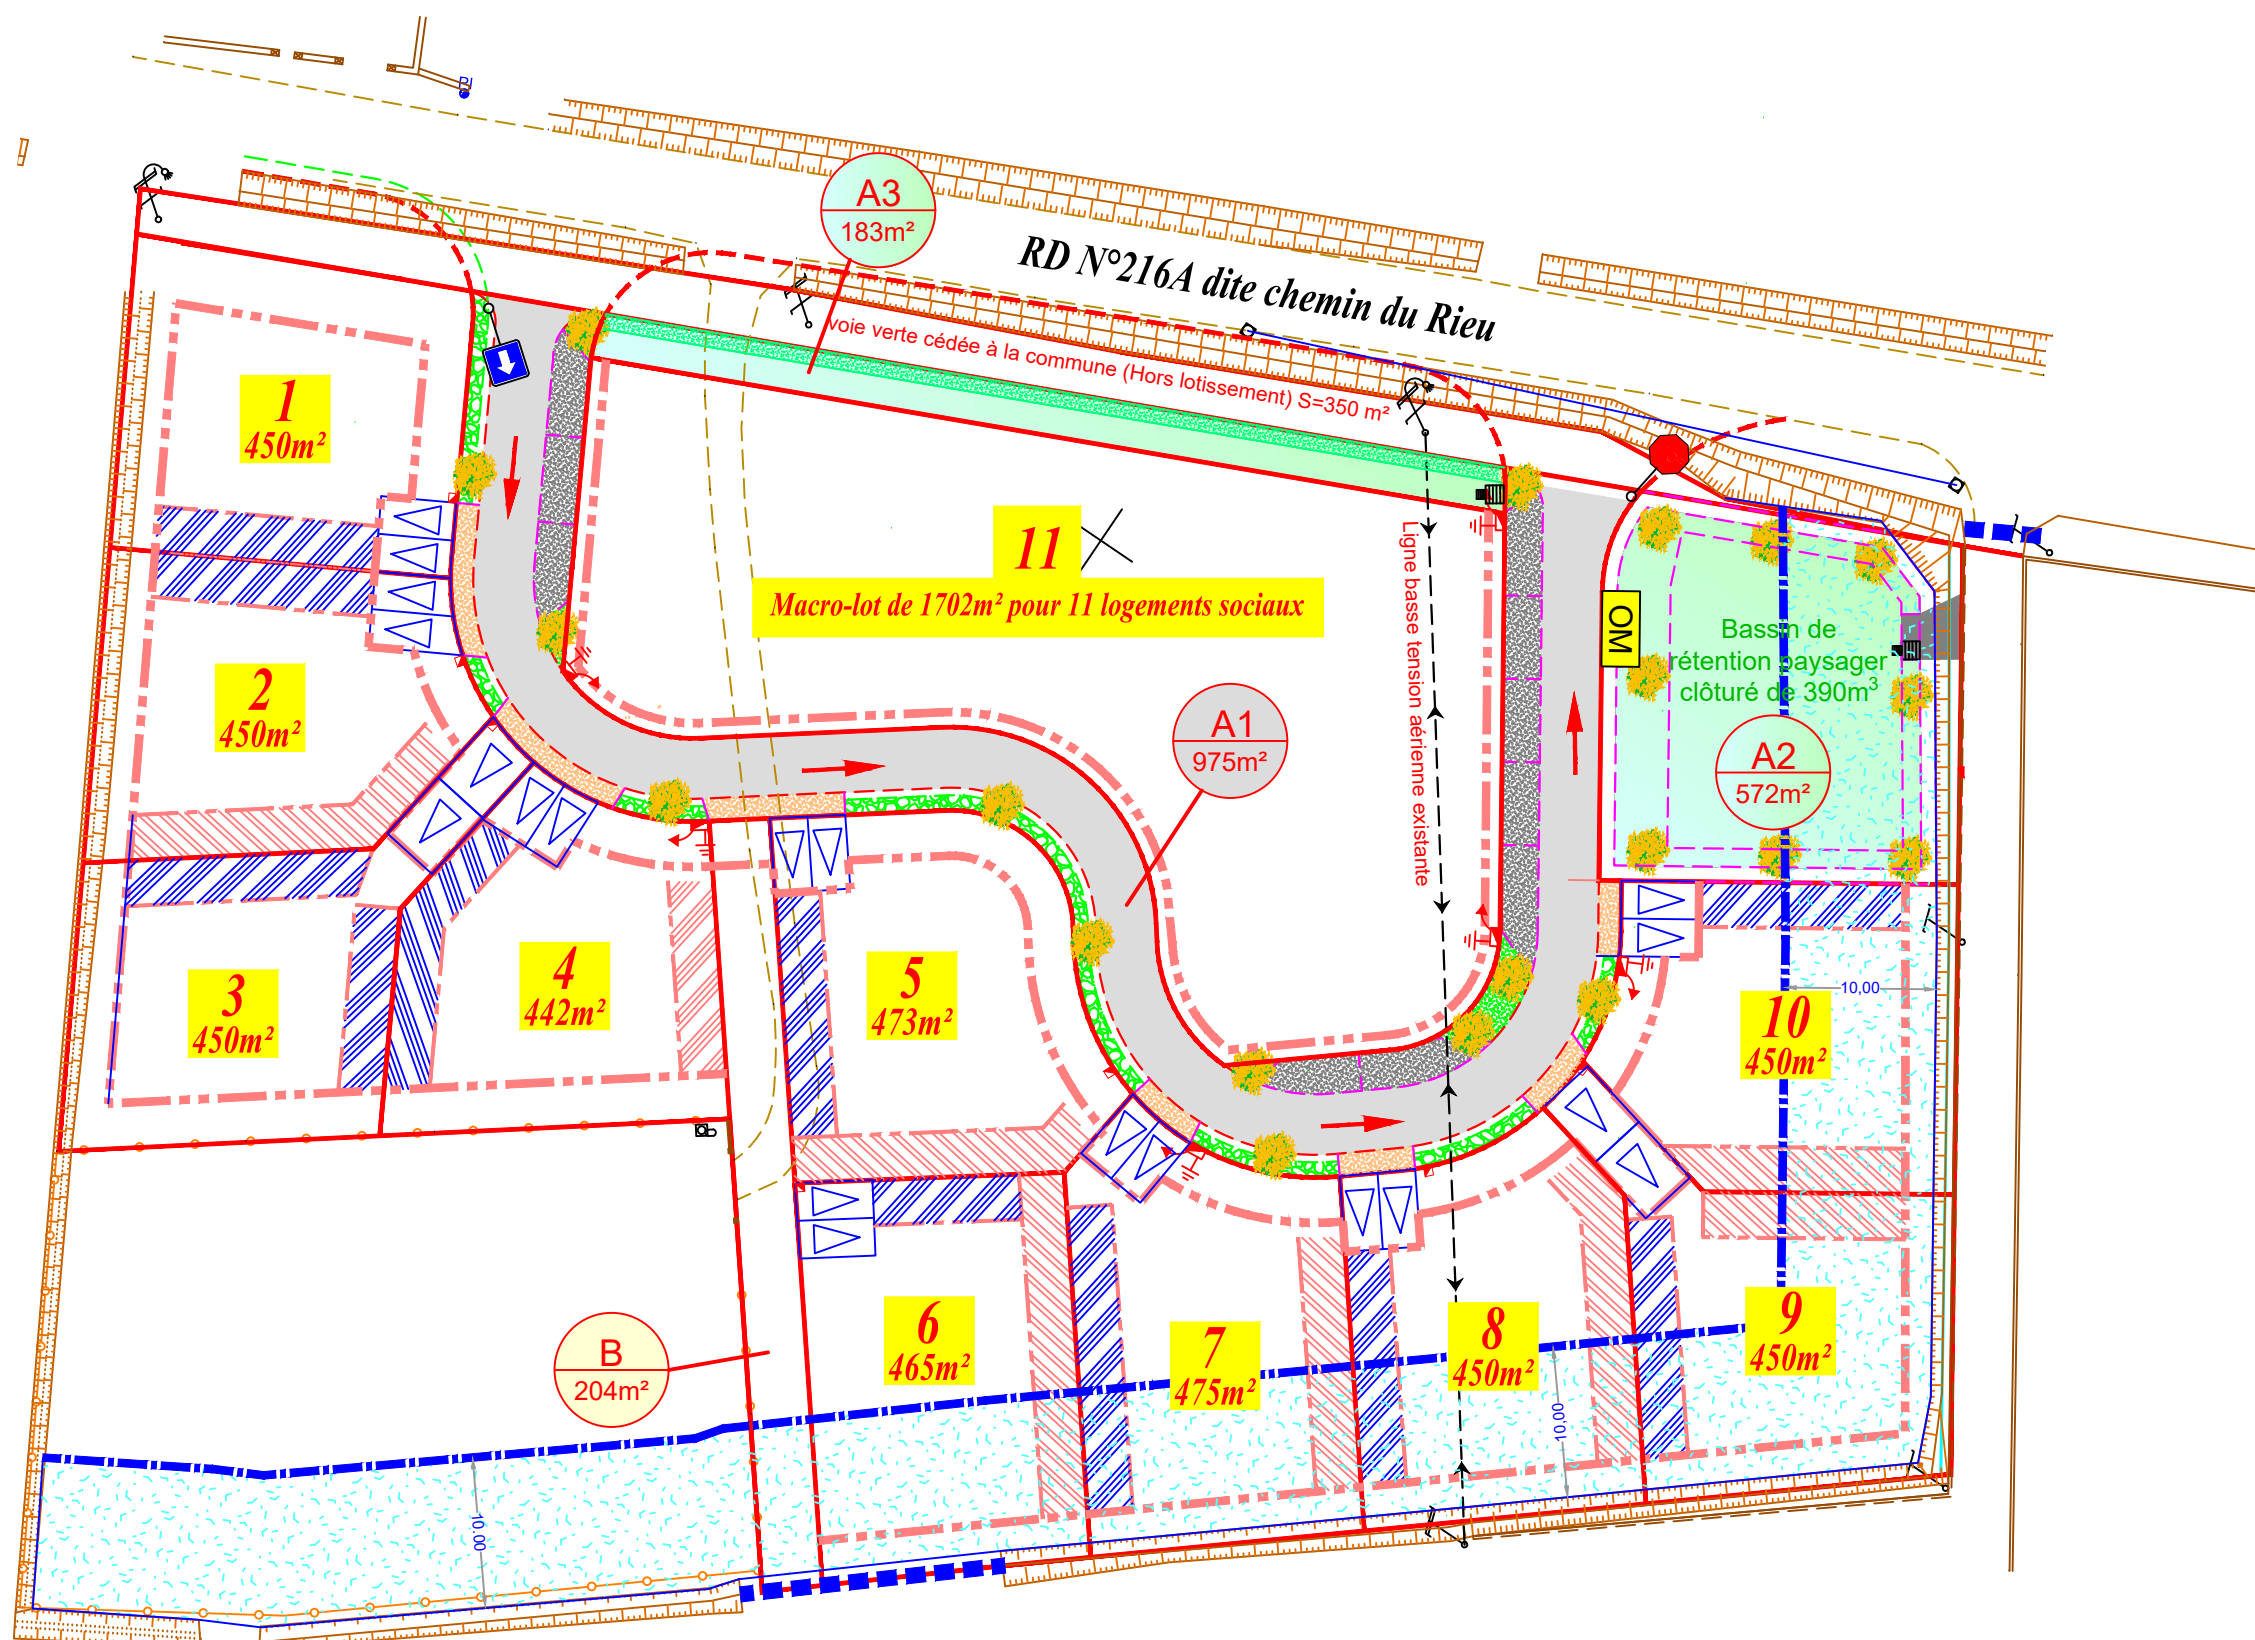 PI
A3
183m²
RD N°216A dite chemin du Rieu
voie verte cédée à la commune (Hors lotissement) S=350 m²
1
450m²
11
Macro-lot de 1702m² pour 11 logements sociaux
Ligne basse tension aérienne existante
OM
Bassin de
rétention paysager
clôturé de 390m³
A2
572m²
A1
975m²
2
450m²
3
450m²
4
442m²
5
473m²
10
450m²
10,00
6
465m²
7
475m²
8
450m²
9
450m²
B
204m²
10,00
10,00